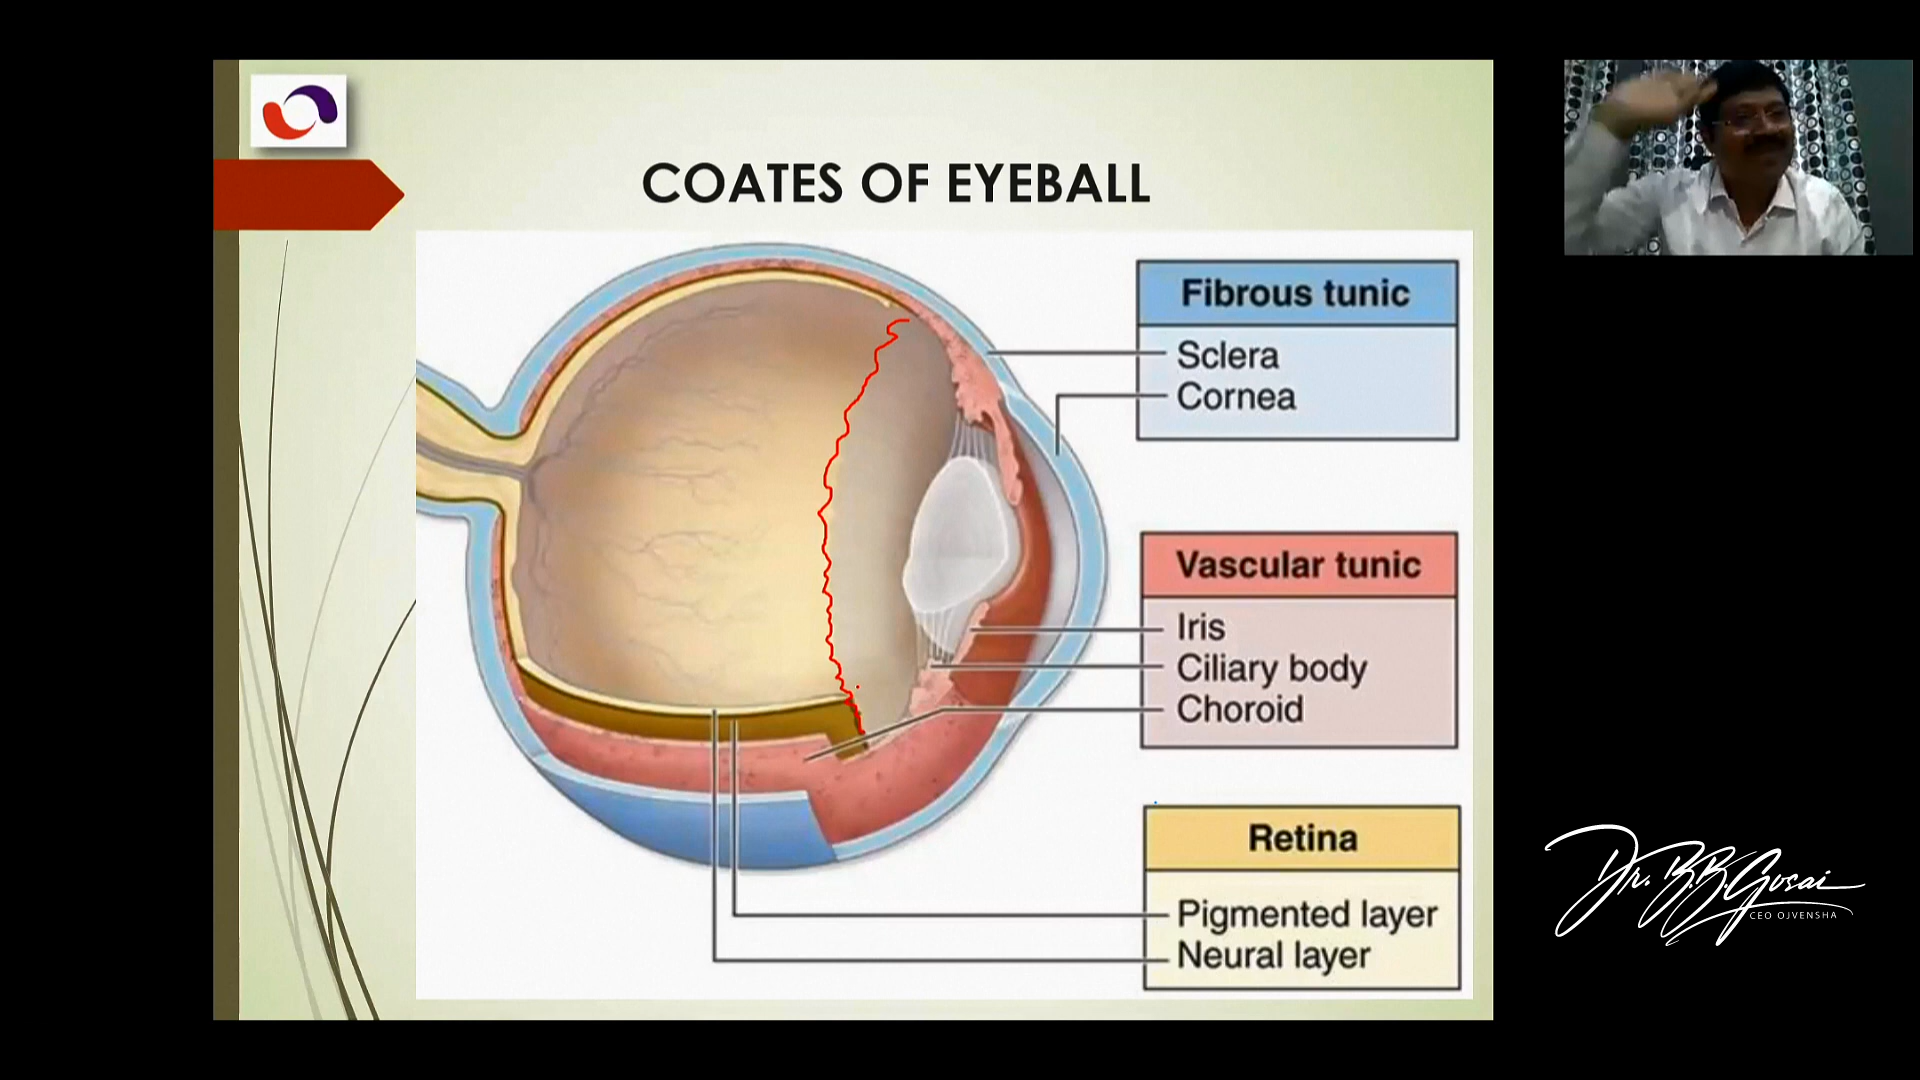 COATES OF EYEBALL
Fibrous tunic
Sclera
Cornea
Vascular tunic
Iris
Ciliary body
Choroid
Retina
Pigmented layer
Neural layer
Dr. B.B. Gosai
CEO OJVENSHA